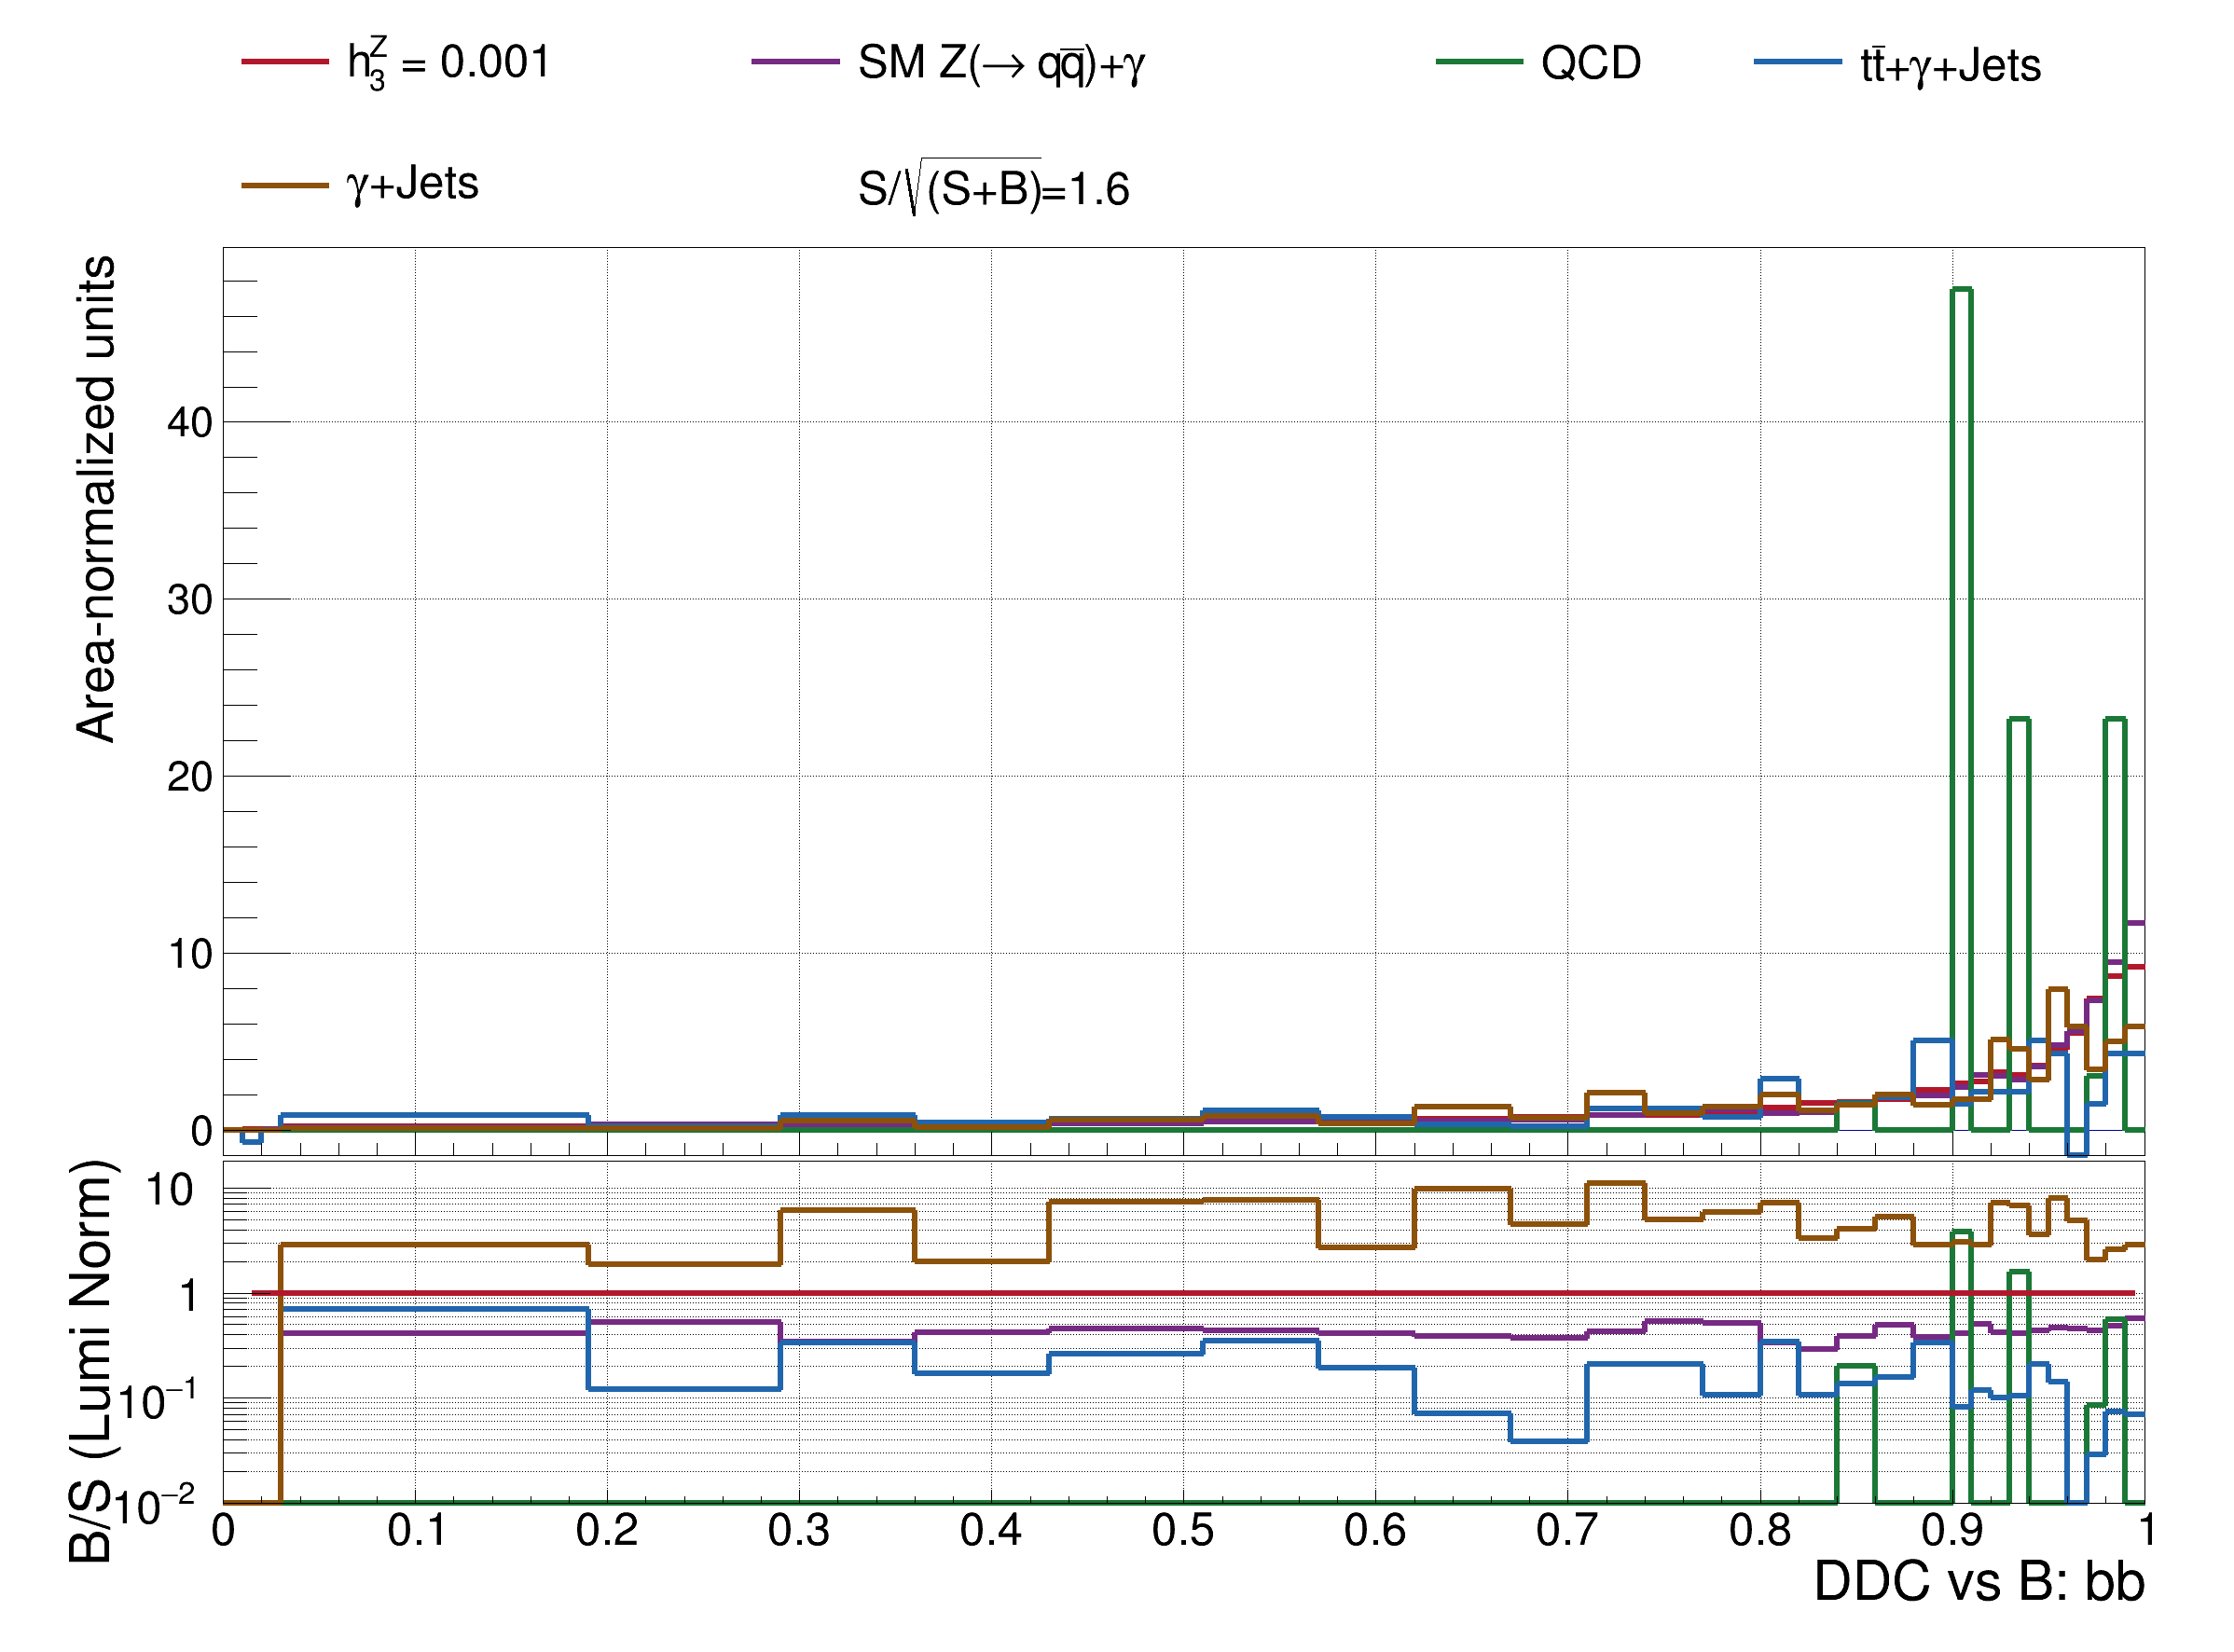 h₃ᶻ = 0.001 SM Z(→ qq̅)+γ QCD tt̅+γ+Jets
γ+Jets S/√(S+B)=1.6
Area-normalized units
40
30
20
10
0
B/S (Lumi Norm)
10
1
10⁻¹
10⁻²
0 0.1 0.2 0.3 0.4 0.5 0.6 0.7 0.8 0.9 1
DDC vs B: bb